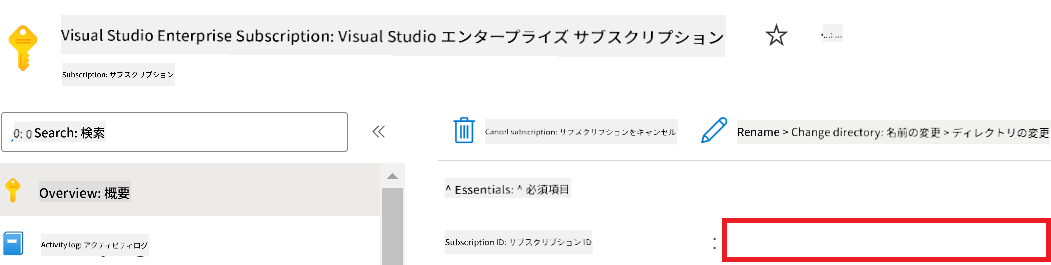 Visual Studio Enterprise Subscription: Visual Studio エンタープライズ サブスクリプション
Subscription: サブスクリプション
Search: 検索
Cancel subscription: サブスクリプションをキャンセル
Rename > Change directory: 名前の変更 > ディレクトリの変更
Overview: 概要
^ Essentials: ^ 必須項目
Activity log: アクティビティログ
Subscription ID: サブスクリプション ID
: